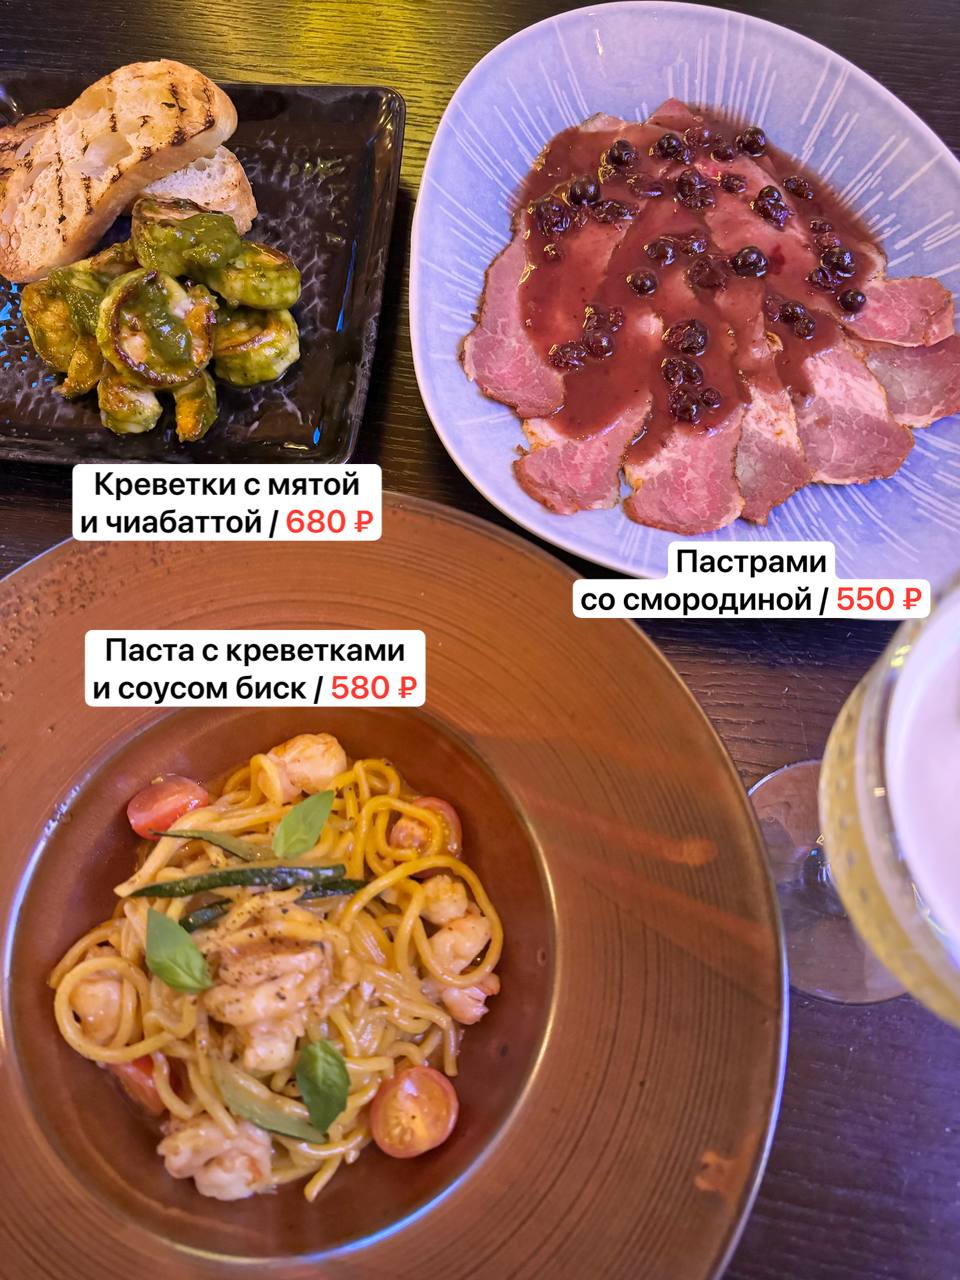 Креветки с мятой
и чиабаттой / 680 ₽
Пастрами
со смородиной / 550 ₽
Паста с креветками
и соусом биск / 580 ₽